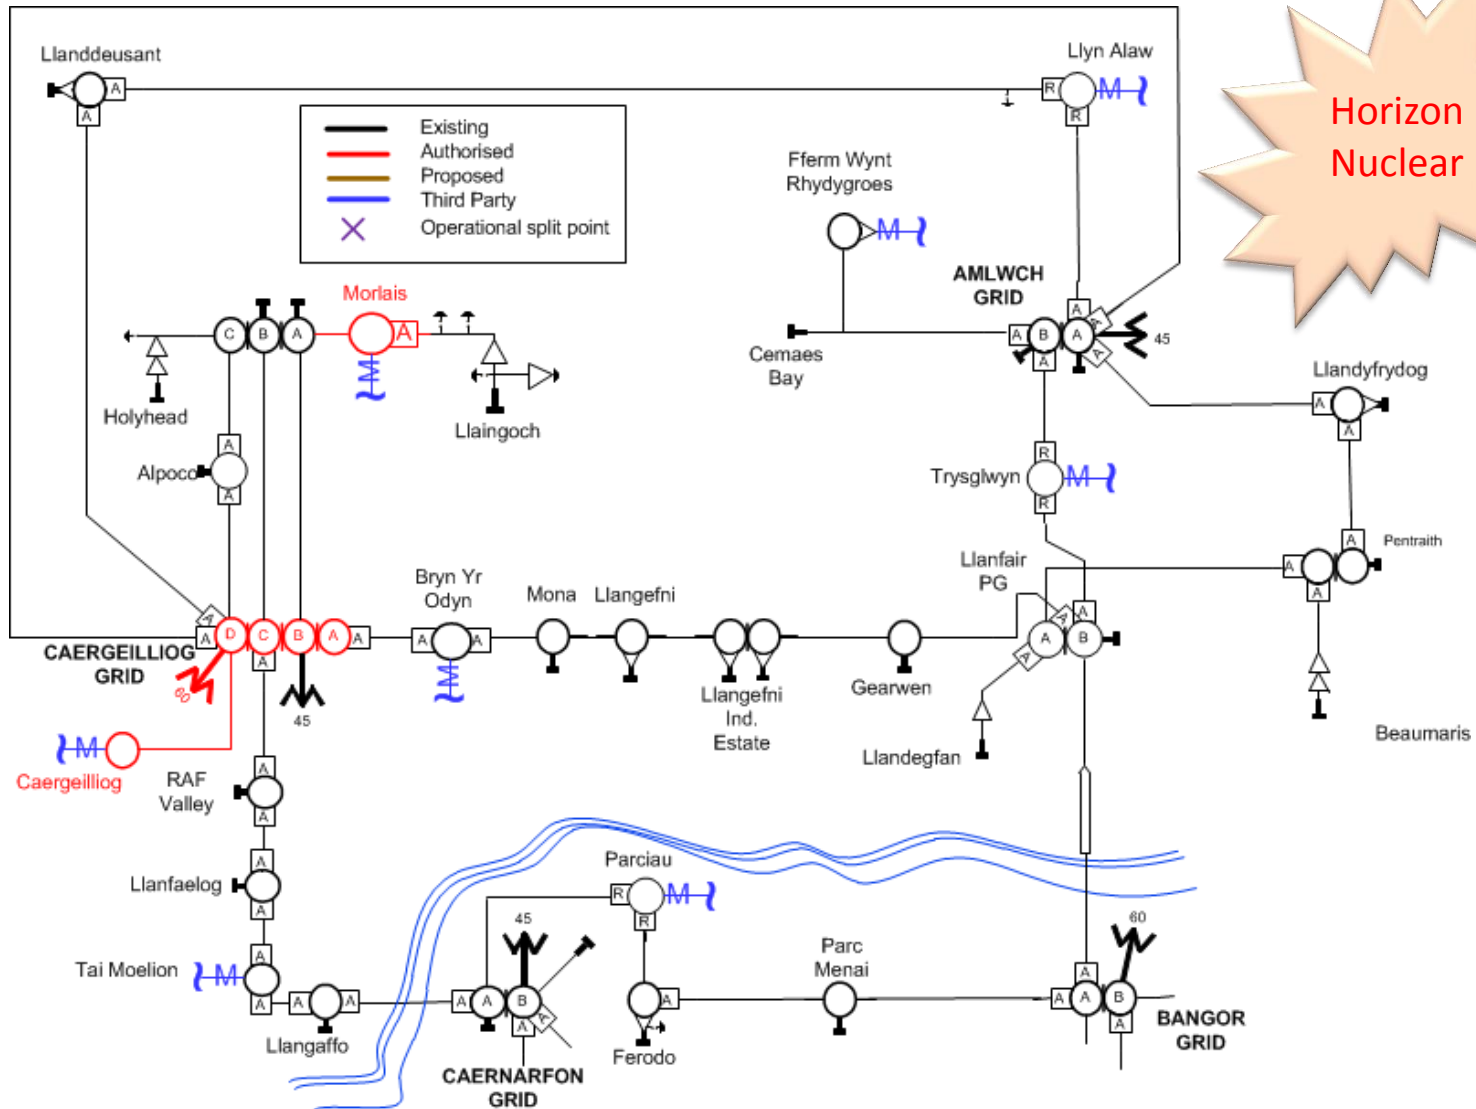 Llanddeusant
Llyn Alaw
Horizon
Nuclear
A
A
R
M
R
Existing
Authorised
Proposed
Third Party
Operational split point
Fferm Wynt
Rhydygroes
M
AMLWCH
GRID
Morlais
C
B
A
A
M
A
A
B
A
A
A
A
45
Cemaes
Bay
Llandyfrydog
A
A
Holyhead
Llaingoch
A
Alpoco
A
R
Trysglwyn
M
R
A
Pentraith
A
A
Llanfair
PG
Bryn Yr
Odyn
Mona
Llangefni
A
A
D
C
B
A
A
A
A
A
M
A
A
A
B
A
CAERGEILLIOG
GRID
60
45
Llangefni
Ind.
Estate
Gearwen
Llandegfan
Beaumaris
M
Caergeilliog
RAF
Valley
A
A
Llanfaelog
A
A
Parciau
R
M
R
Tai Moelion
M
A
A
A
A
Llangaffo
45
A
A
B
A
A
CAERNARFON
GRID
A
Ferodo
Parc
Menai
60
A
A
A
B
A
BANGOR
GRID